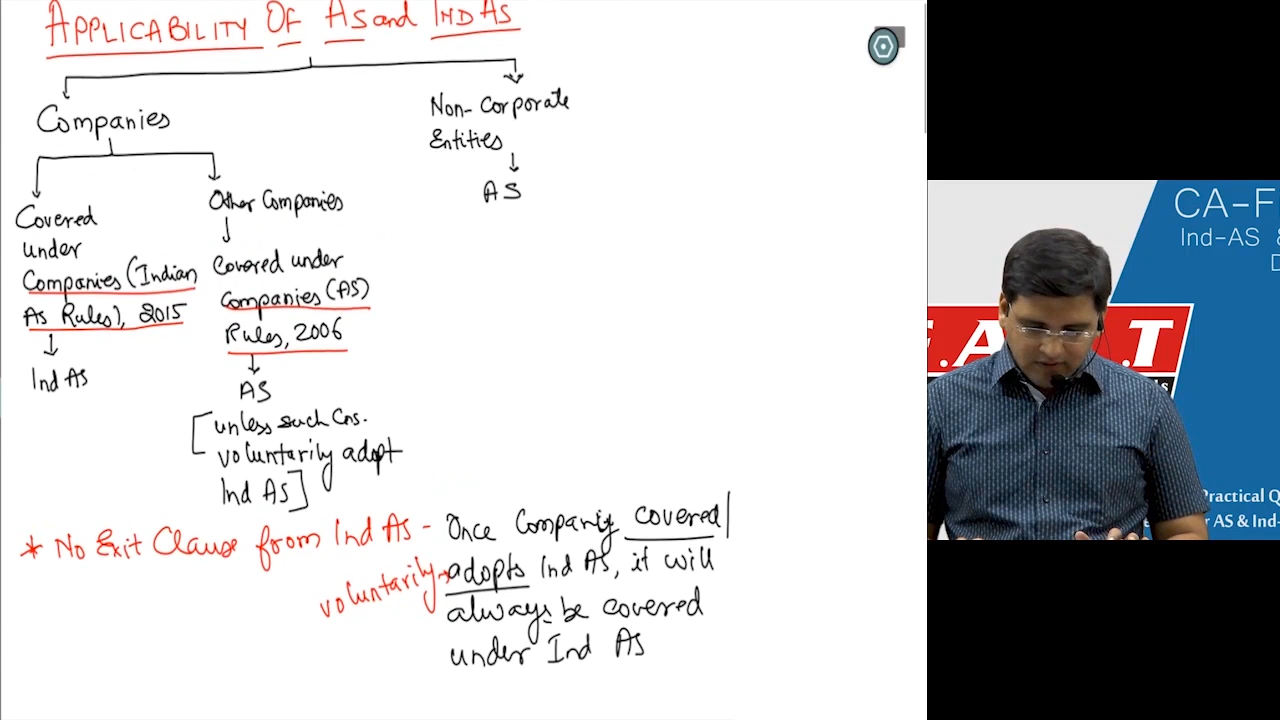 APPLICABILITY OF AS and IND AS
Companies
Non-Corporate
Entities
AS
Covered
under
Companies (Indian
As Rules), 2015
Ind AS
Other Companies
Covered under
Companies (AS)
Rules, 2006
AS
[unless such Cos.
voluntarily adopt
Ind AS]
* No Exit Clause from Ind AS - Once Company covered/
voluntarily → adopts Ind AS, it will
always be covered
under Ind AS
CA-F
Ind-AS &
D
F.A.
.T
Practical Q
r AS & Ind-